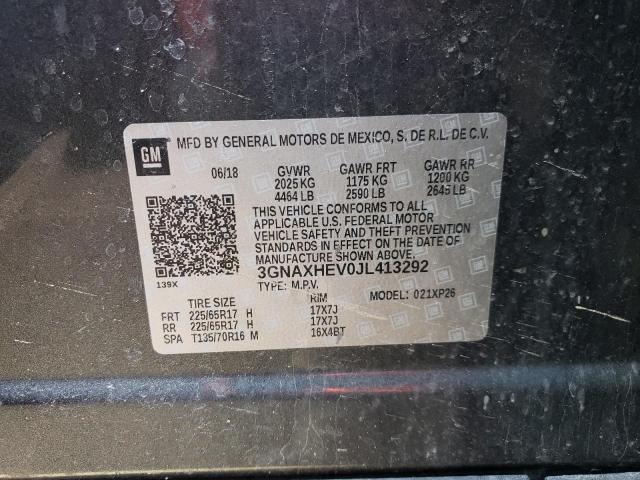 GM
MFD BY GENERAL MOTORS DE MEXICO, S. DE R.L. DE C.V.
06/18 GVWR GAWR FRT GAWR RR
2025 KG 1175 KG 1200 KG
4464 LB 2590 LB 2645 LB
THIS VEHICLE CONFORMS TO ALL
APPLICABLE U.S. FEDERAL MOTOR
VEHICLE SAFETY AND THEFT PREVENTION
STANDARDS IN EFFECT ON THE DATE OF
MANUFACTURE SHOWN ABOVE.
3GNAXHEV0JL413292
139X
TYPE: M.P.V. MODEL: 021XP26
TIRE SIZE RIM
FRT 225/65R17 H 17X7J
RR 225/65R17 H 17X7J
SPA T135/70R16 M 16X4BT